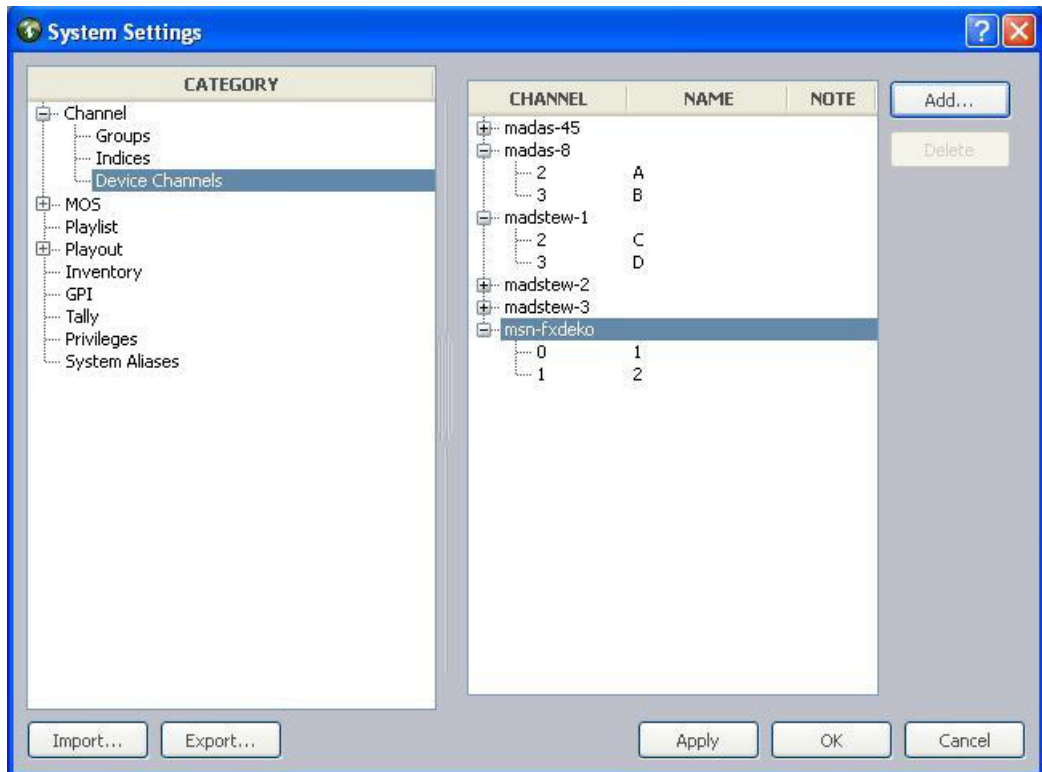 System Settings
CATEGORY
Channel
Groups
Indices
Device Channels
MOS
Playlist
Playout
Inventory
GPI
Tally
Privileges
System Aliases
CHANNEL NAME NOTE
madas-45
madas-8
2 A
3 B
madstew-1
2 C
3 D
madstew-2
madstew-3
msn-fxdeko
0 1
1 2
Add...
Delete
Import... Export... Apply OK Cancel